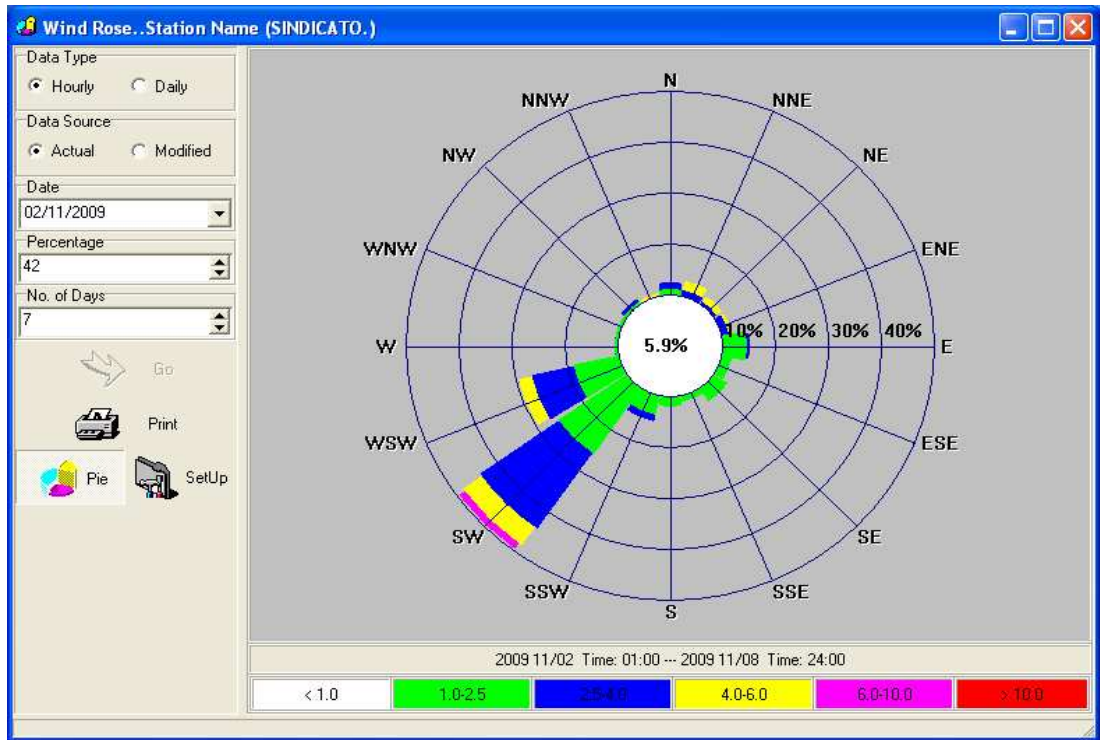 Wind Rose..Station Name (SINDICATO.)
Data Type
Hourly Daily
Data Source
Actual Modified
Date
02/11/2009
Percentage
42
No. of Days
7
Go
Print
Pie
SetUp
N
NNW NNE
NW NE
WNW ENE
W 5.9% 10% 20% 30% 40% E
WSW ESE
SW SE
SSW SSE
S
2009 11/02 Time: 01:00 --- 2009 11/08 Time: 24:00
< 1.0 1.0-2.5 2.5-4.0 4.0-6.0 6.0-10.0 > 10.0